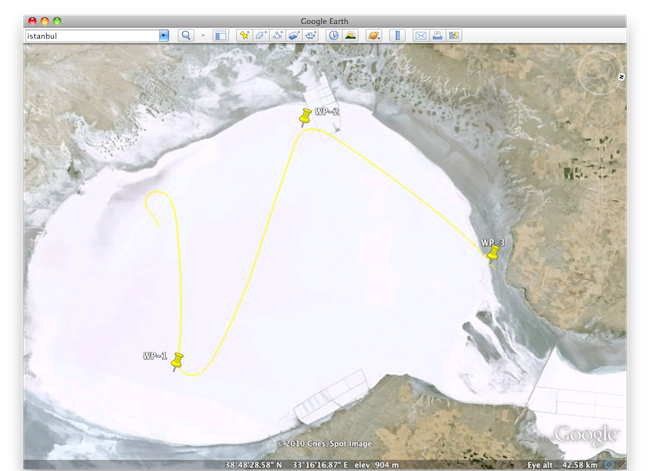 Google Earth
istanbul
N
WP-2
WP-3
WP-1
© 2010 Cnes/Spot Image
Google
38°48'28.58" N 33°16'16.87" E elev 904 m
Eye alt 42.58 km